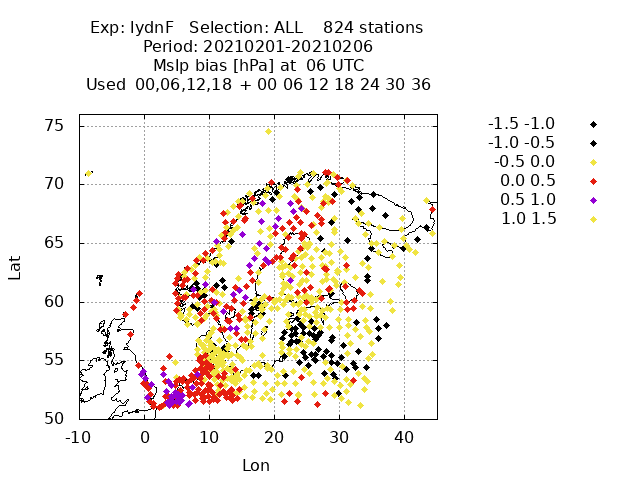 Exp: IydnF Selection: ALL 824 stations
Period: 20210201-20210206
Mslp bias [hPa] at 06 UTC
Used 00,06,12,18 + 00 06 12 18 24 30 36
75
70
65
60
55
50
-10 0 10 20 30 40
Lat
Lon
-1.5 -1.0
-1.0 -0.5
-0.5 0.0
0.0 0.5
0.5 1.0
1.0 1.5